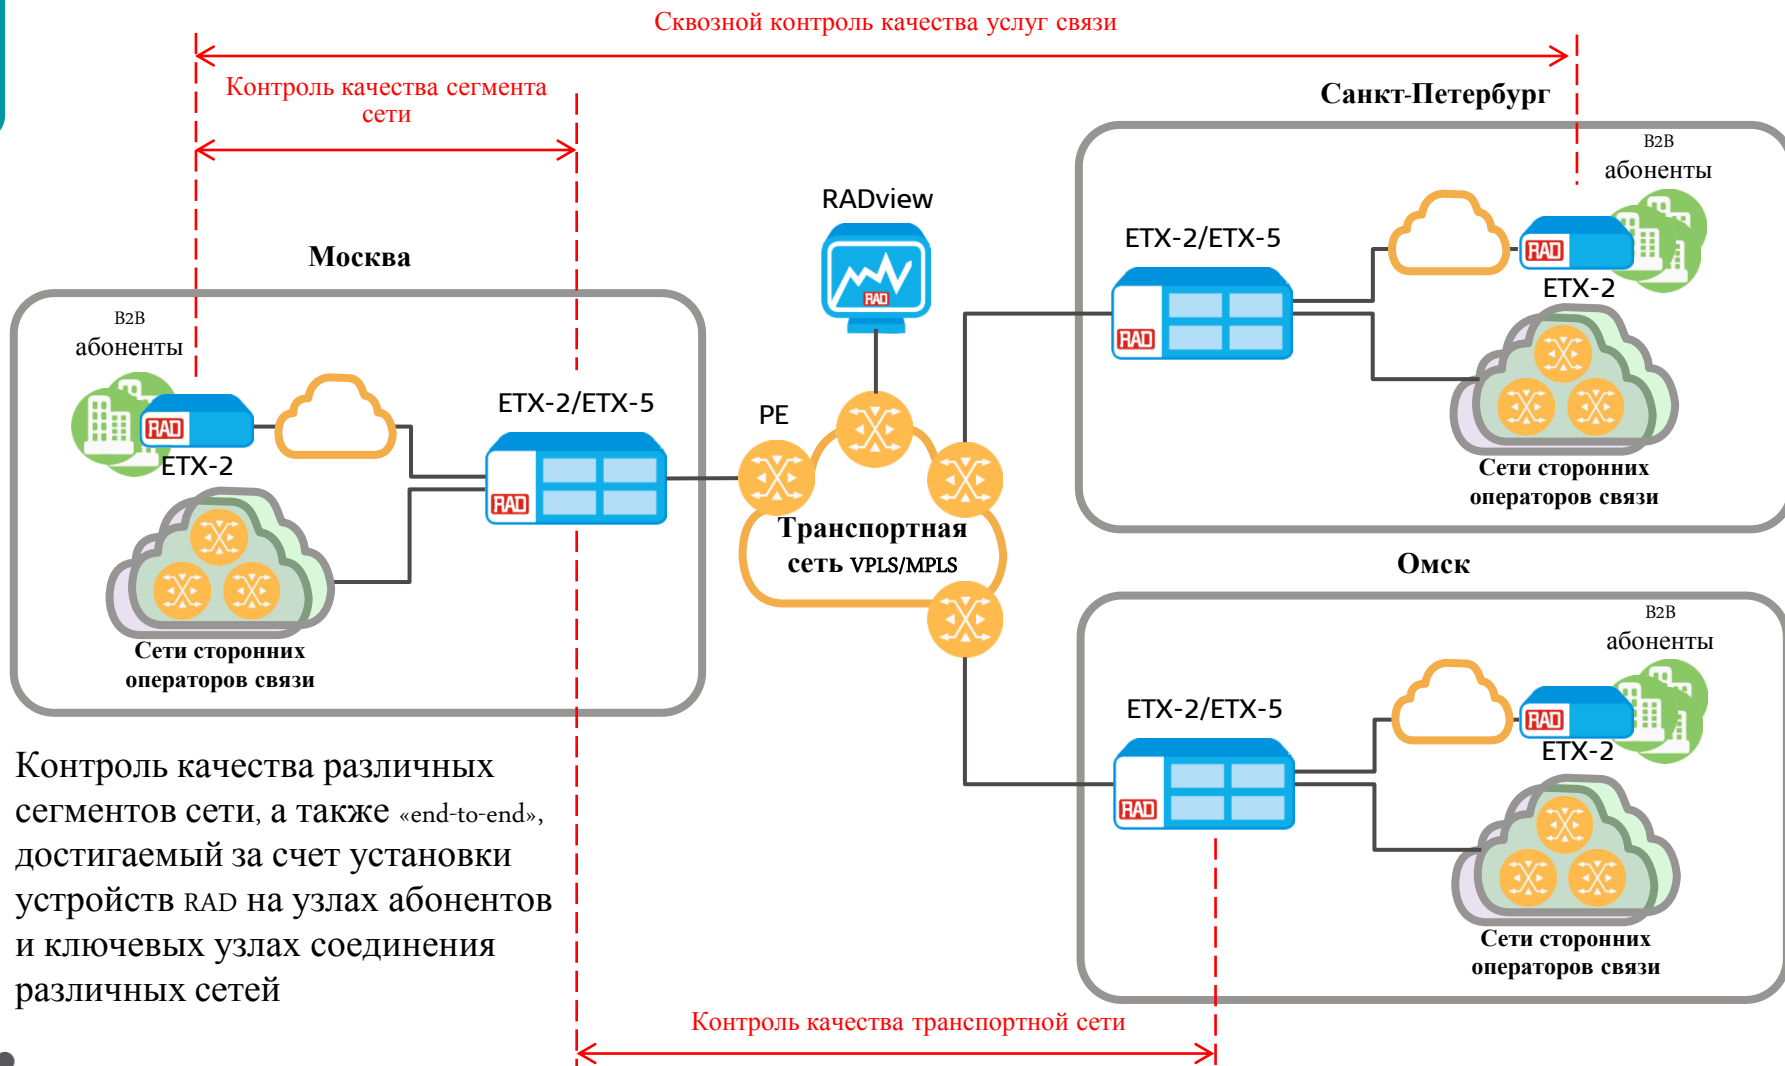 Сквозной контроль качества услуг связи
Контроль качества сегмента
сети
Санкт-Петербург
B2B
абоненты
RADview
ETX-2/ETX-5
RAD
RAD
ETX-2
RAD
Сети сторонних
операторов связи
Москва
B2B
абоненты
RAD
ETX-2
ETX-2/ETX-5
RAD
PE
Транспортная
сеть VPLS/MPLS
Сети сторонних
операторов связи
Омск
B2B
абоненты
ETX-2/ETX-5
RAD
RAD
ETX-2
Сети сторонних
операторов связи
Контроль качества различных
сегментов сети, а также «end-to-end»,
достигаемый за счет установки
устройств RAD на узлах абонентов
и ключевых узлах соединения
различных сетей
Контроль качества транспортной сети